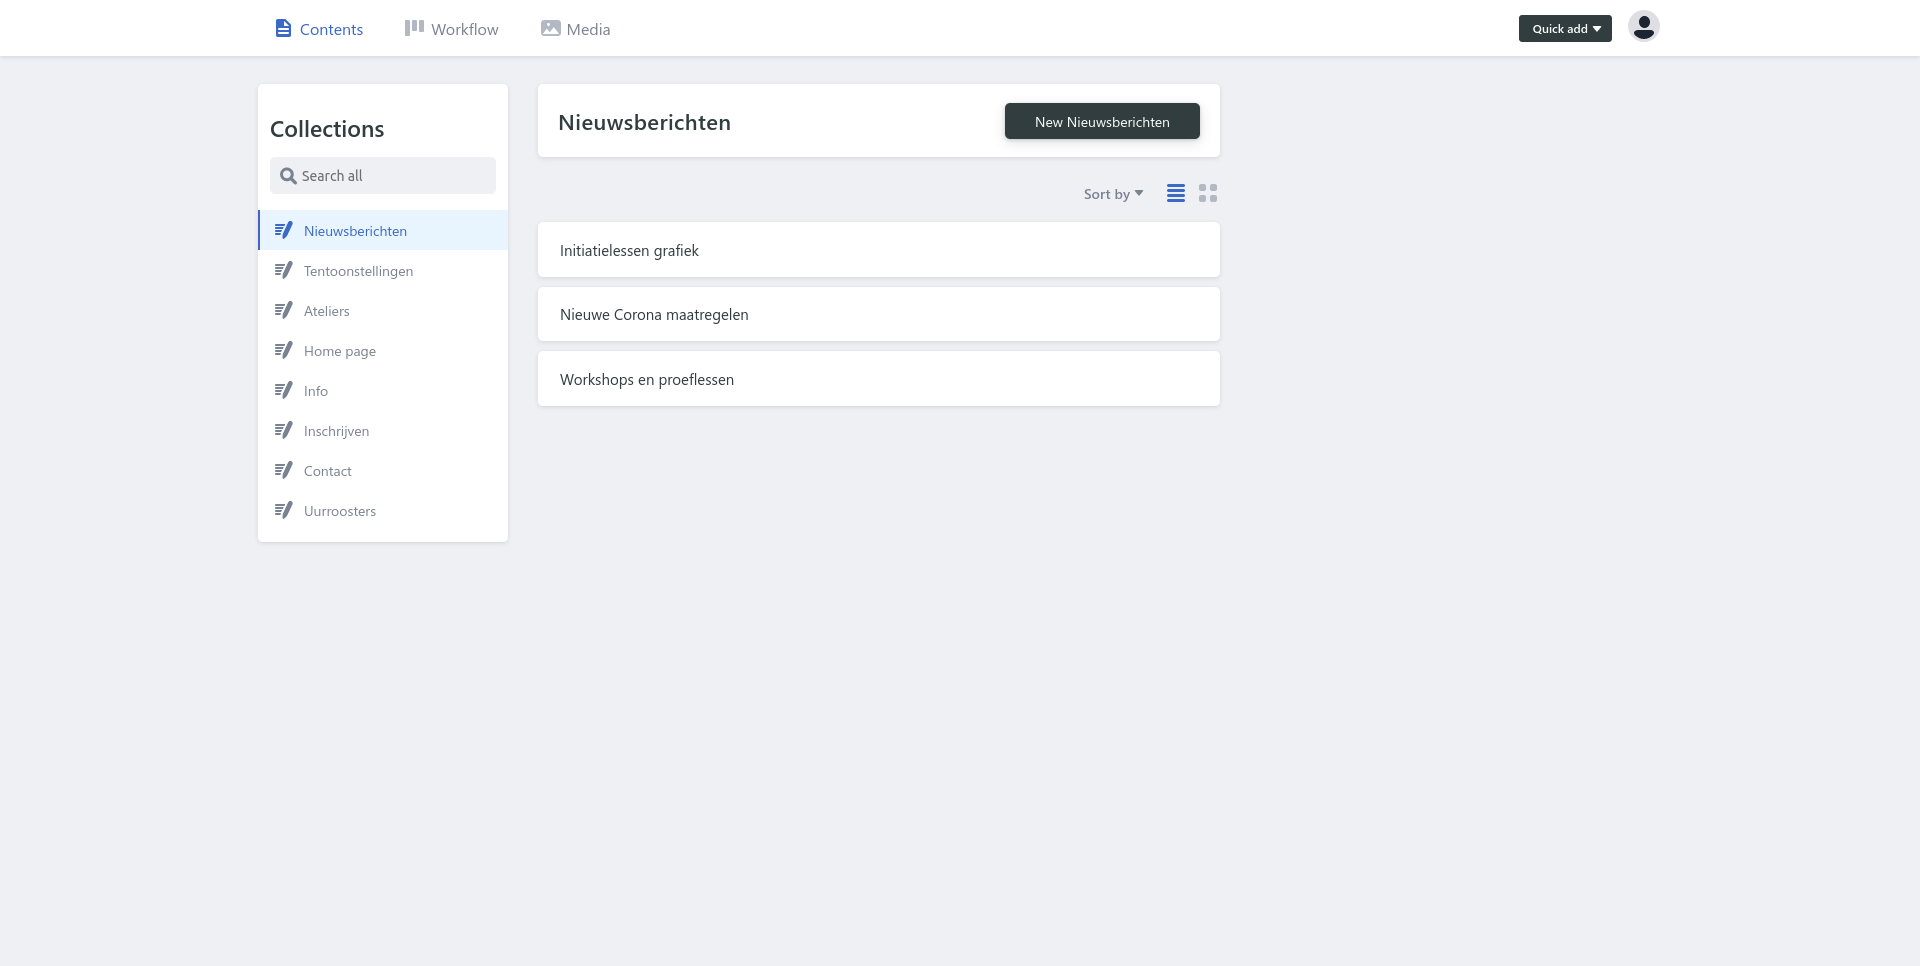 Contents
Workflow
Media
Quick add
Collections
Search all
Nieuwsberichten
Tentoonstellingen
Ateliers
Home page
Info
Inschrijven
Contact
Uurroosters
Nieuwsberichten
New Nieuwsberichten
Sort by
Initiatielessen grafiek
Nieuwe Corona maatregelen
Workshops en proeflessen